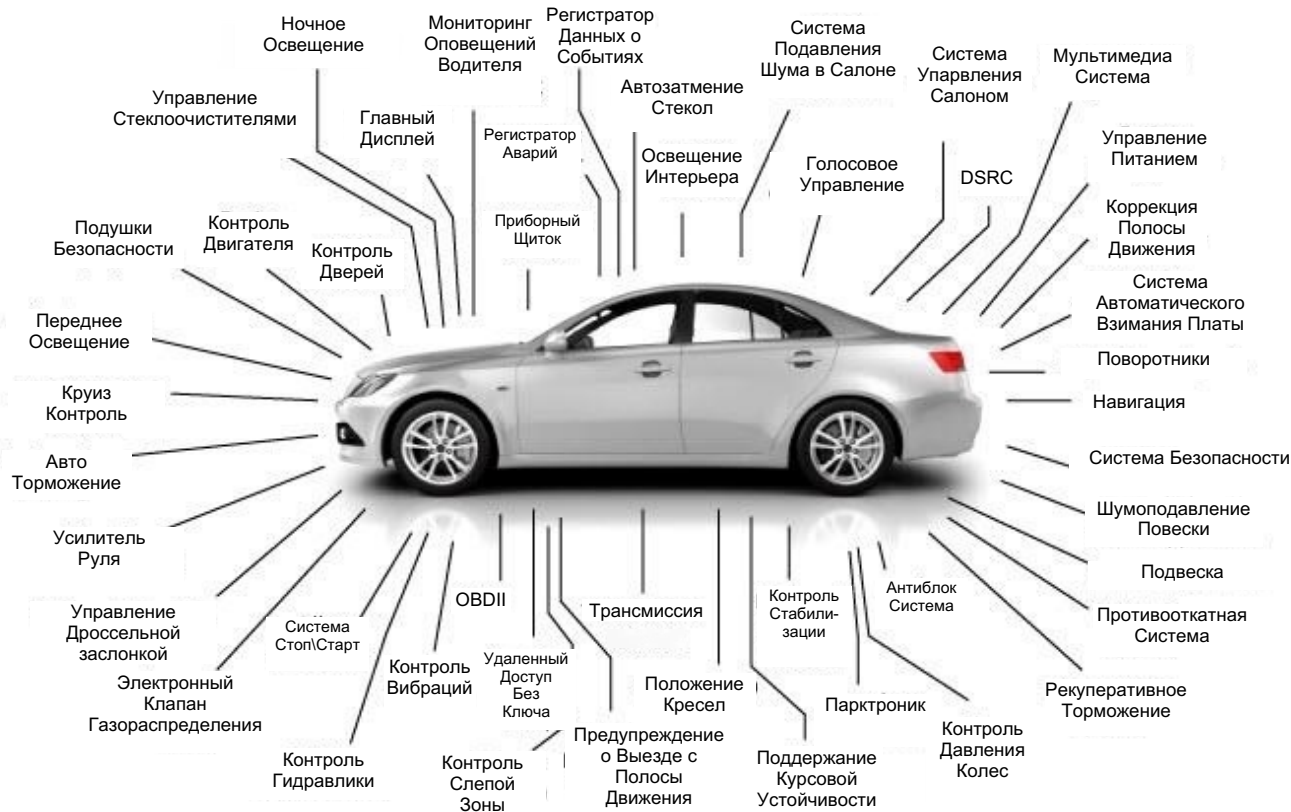 Ночное
Освещение
Мониторинг
Оповещений
Водителя
Регистратор
Данных о
Событиях
Система
Подавления
Шума в Салоне
Система
Упарвления
Салоном
Мультимедиа
Система
Управление
Стеклоочистителями
Главный
Дисплей
Регистратор
Аварий
Автозатмение
Стекол
Освещение
Интерьера
Голосовое
Управление
DSRC
Управление
Питанием
Подушки
Безопасности
Контроль
Двигателя
Контроль
Дверей
Приборный
Щиток
Коррекция
Полосы
Движения
Система
Автоматического
Взимания Платы
Переднее
Освещение
Поворотники
Круиз
Контроль
Навигация
Авто
Торможение
Система Безопасности
Усилитель
Руля
Шумоподавление
Повески
Подвеска
Управление
Дроссельной
заслонкой
Система
Стоп\Старт
OBDII
Трансмиссия
Контроль
Стабили-
зации
Антиблок
Система
Противооткатная
Система
Электронный
Клапан
Газораспределения
Контроль
Вибраций
Удаленный
Доступ
Без
Ключа
Положение
Кресел
Парктроник
Рекуперативное
Торможение
Контроль
Гидравлики
Контроль
Слепой
Зоны
Предупреждение
о Выезде с
Полосы
Движения
Поддержание
Курсовой
Устойчивости
Контроль
Давления
Колес